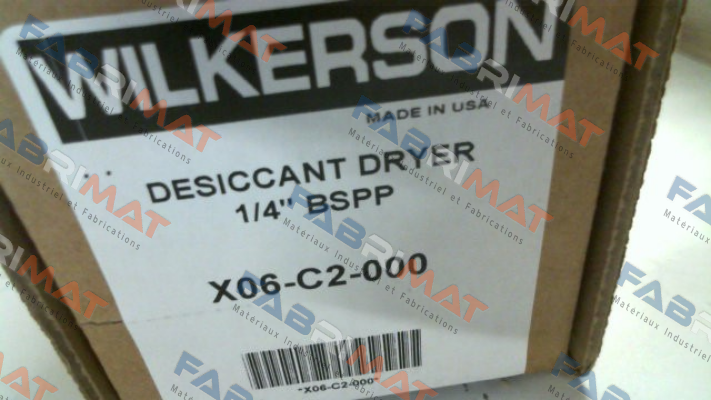 WILKERSON
MADE IN USA
DESICCANT DRYER
1/4" BSPP
X06-C2-000
*X06-C2-000*
FABRIMAT
Matériaux Industriel et Fabrications